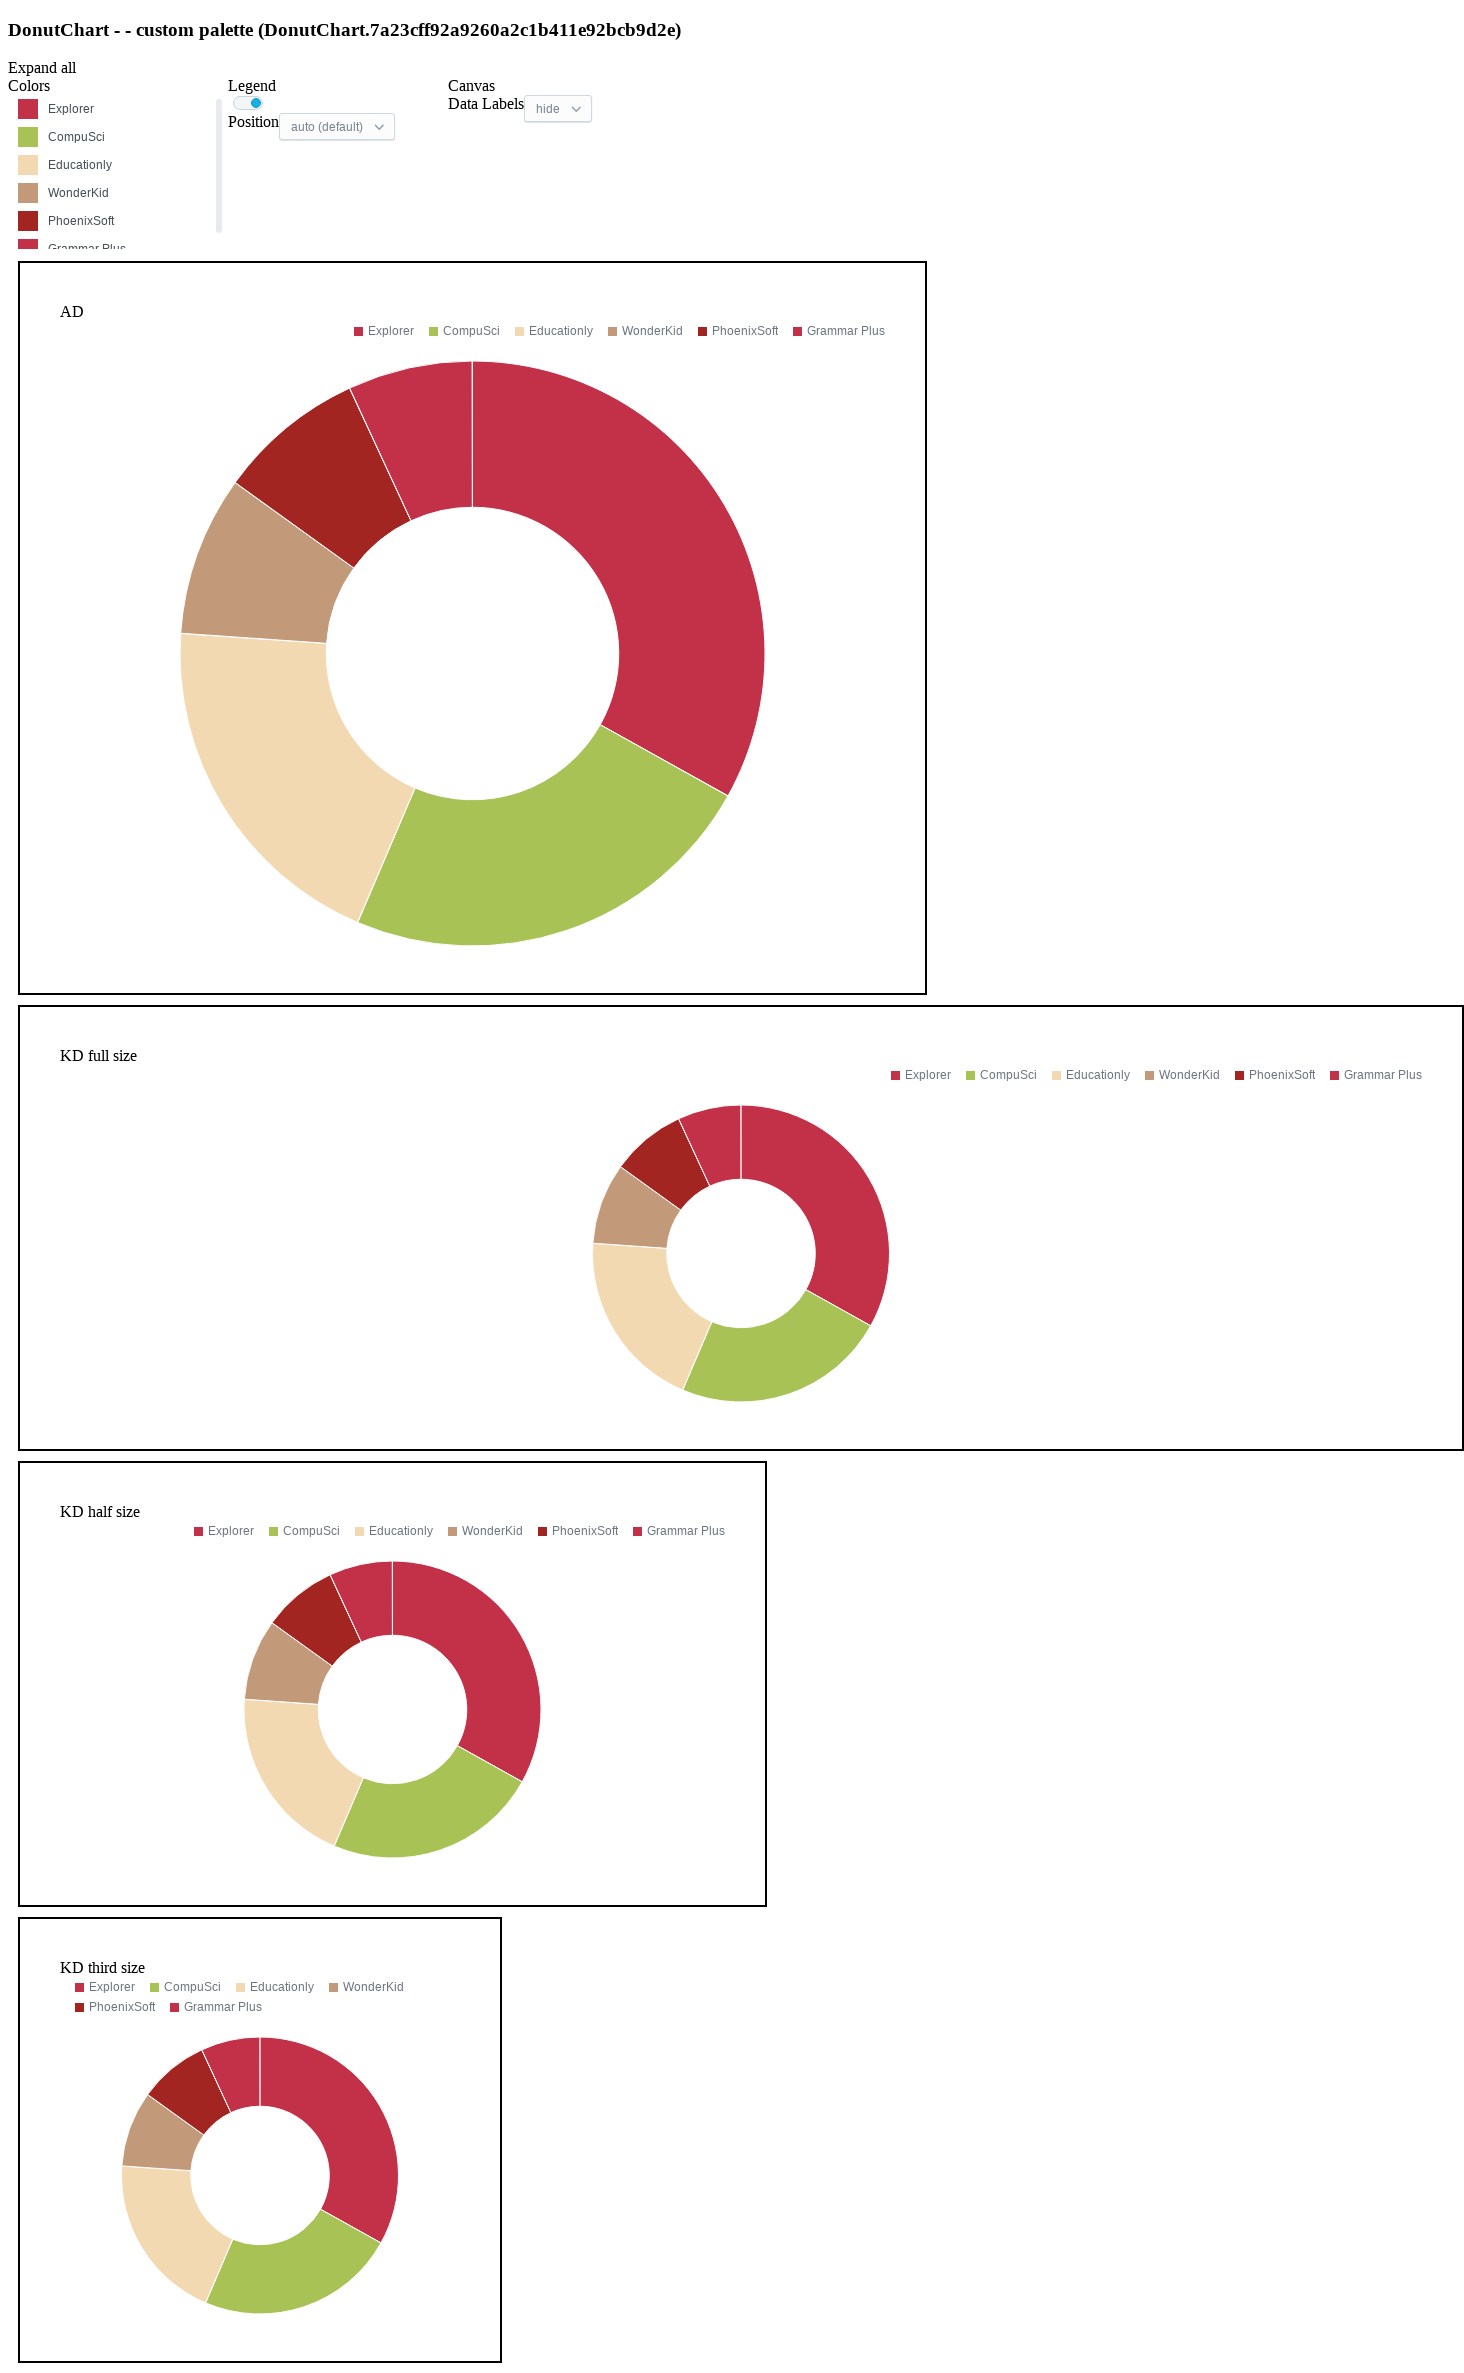 DonutChart - - custom palette (DonutChart.7a23cff92a9260a2c1b411e92bcb9d2e)
Expand all
Colors
Explorer
CompuSci
Educationly
WonderKid
PhoenixSoft
Grammar Plus
Legend
Position auto (default)
Canvas
Data Labels hide
AD
Explorer CompuSci Educationly WonderKid PhoenixSoft Grammar Plus
KD full size
Explorer CompuSci Educationly WonderKid PhoenixSoft Grammar Plus
KD half size
Explorer CompuSci Educationly WonderKid PhoenixSoft Grammar Plus
KD third size
Explorer CompuSci Educationly WonderKid
PhoenixSoft Grammar Plus